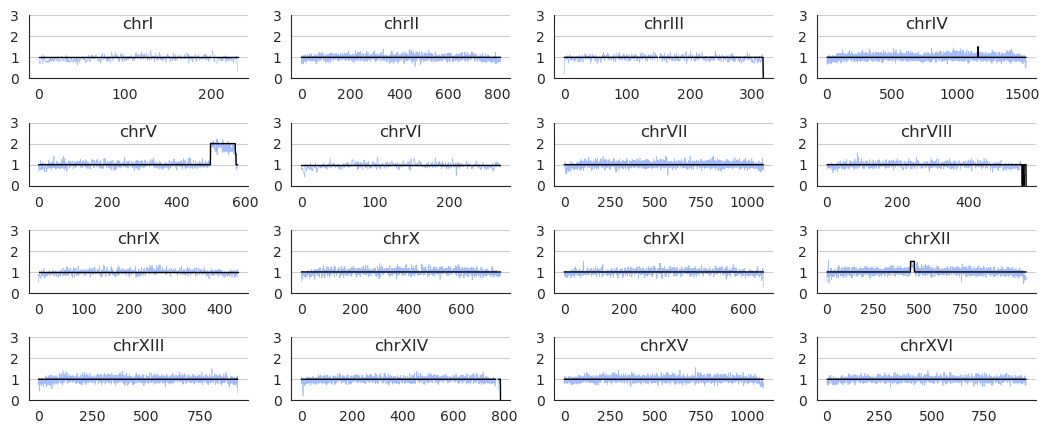 chrI chrII chrIII chrIV
3 3 3 3
2 2 2 2
1 1 1 1
0 0 0 0
0 100 200 0 200 400 600 800 0 100 200 300 0 500 1000 1500
chrV chrVI chrVII chrVIII
3 3 3 3
2 2 2 2
1 1 1 1
0 0 0 0
0 200 400 600 0 100 200 0 250 500 750 1000 0 200 400
chrIX chrX chrXI chrXII
3 3 3 3
2 2 2 2
1 1 1 1
0 0 0 0
0 100 200 300 400 0 200 400 600 0 200 400 600 0 250 500 750 1000
chrXIII chrXIV chrXV chrXVI
3 3 3 3
2 2 2 2
1 1 1 1
0 0 0 0
0 250 500 750 0 200 400 600 800 0 250 500 750 1000 0 250 500 750